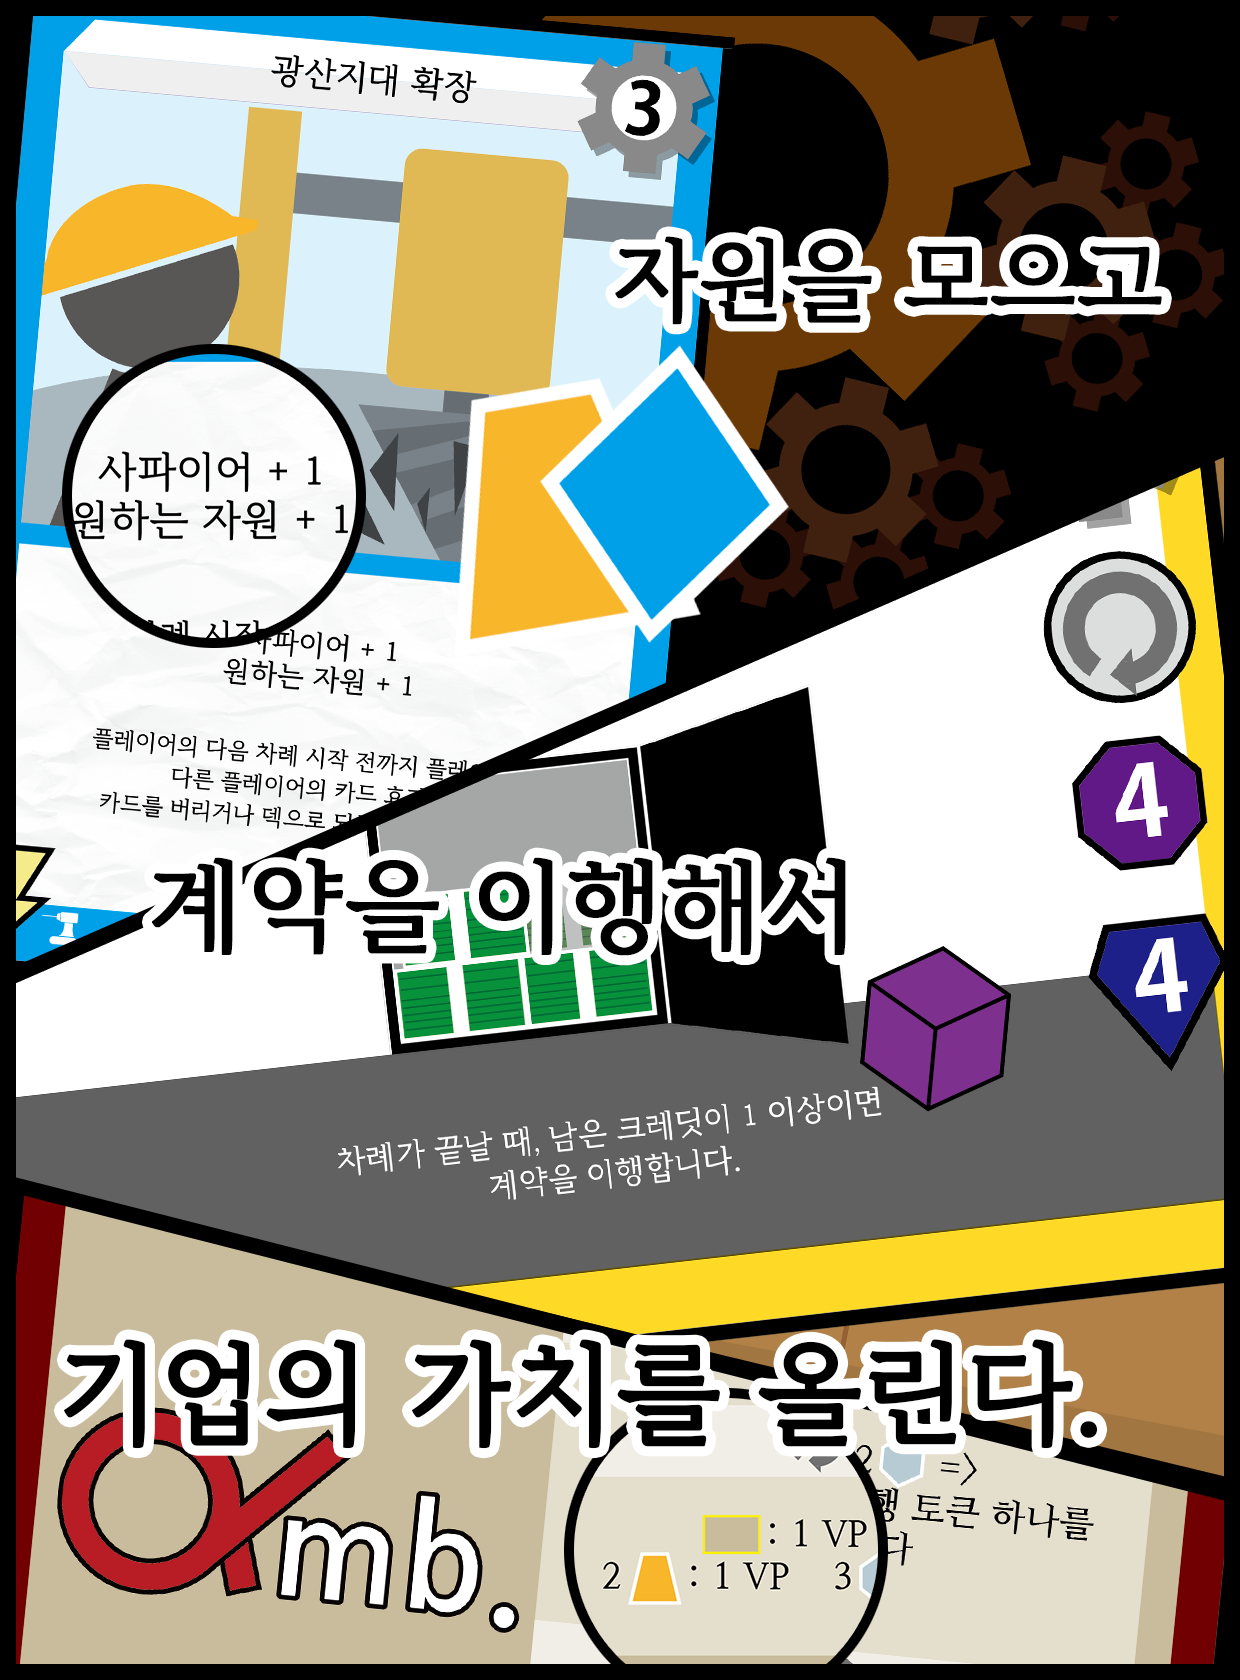 광산지대 확장
3
자원을 모으고
사파이어 + 1
원하는 자원 + 1
시작
파이어 + 1
원하는 자원 + 1
플레이어의 다음 차례 시작 전까지
다른 플레이어의 카드
카드를 버리거나 덱으로
4
계약을 이행해서
4
차례가 끝날 때, 남은 크레딧이 1 이상이면
계약을 이행합니다.
기업의 가치를 올린다.
mb.
2 =>
행 토큰 하나를
다
: 1 VP
2 : 1 VP 3